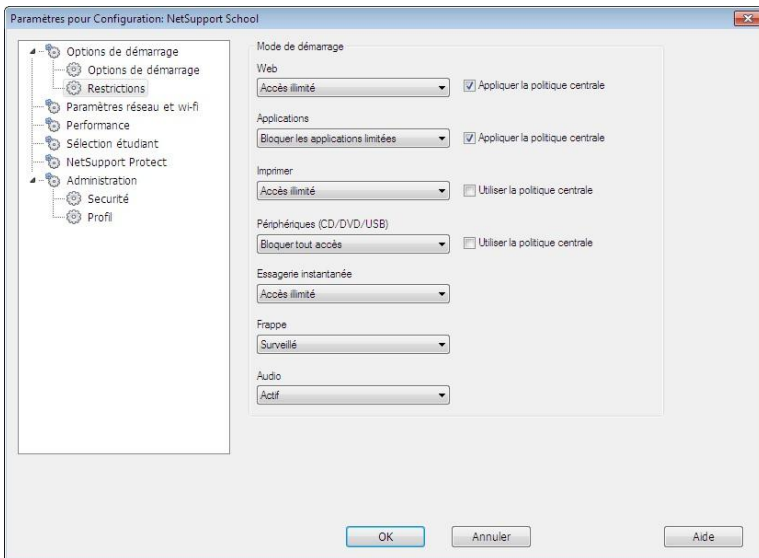 Paramètres pour Configuration: NetSupport School
Options de démarrage
Options de démarrage
Restrictions
Paramètres réseau et wi-fi
Performance
Sélection étudiant
NetSupport Protect
Administration
Securité
Profil
Mode de démarrage
Web
Accès illimité
Appliquer la politique centrale
Applications
Bloquer les applications limitées
Appliquer la politique centrale
Imprimer
Accès illimité
Utiliser la politique centrale
Périphériques (CD/DVD/USB)
Bloquer tout accès
Utiliser la politique centrale
Essagerie instantanée
Accès illimité
Frappe
Surveillé
Audio
Actif
OK
Annuler
Aide